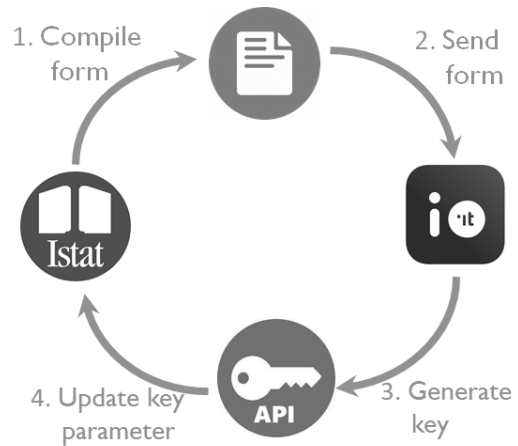 1. Compile
form
2. Send
form
io
.it
Istat
API
3. Generate
key
4. Update key
parameter